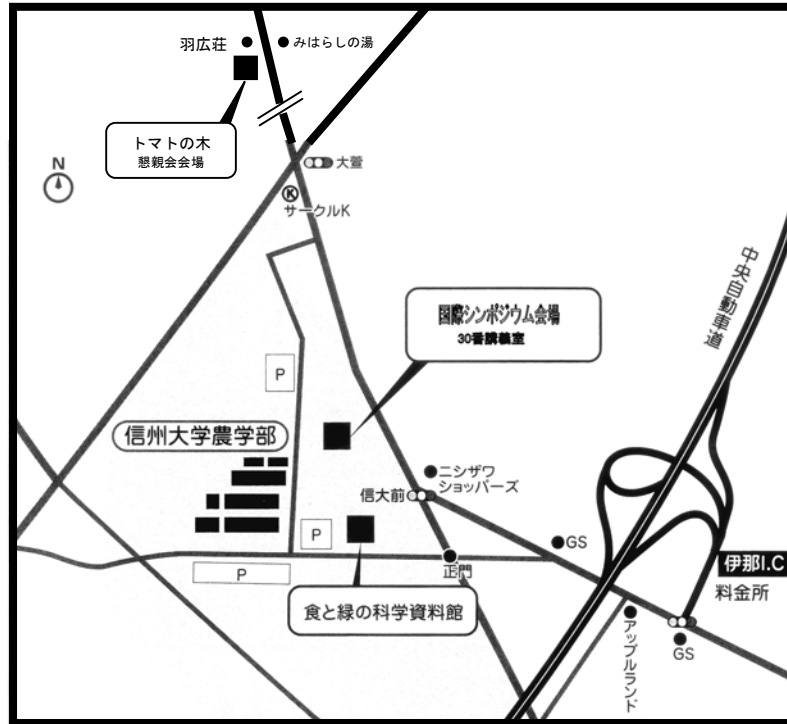 羽広荘
みはらしの湯
トマトの木
懇親会会場
N
大萱
K
サークルK
中央自動車道
国際シンポジウム会場
30番講義室
P
信州大学農学部
ニシザワ
ショッパーズ
信大前
P
GS
正門
伊那I.C
料金所
P
食と緑の科学資料館
アップルランド
GS